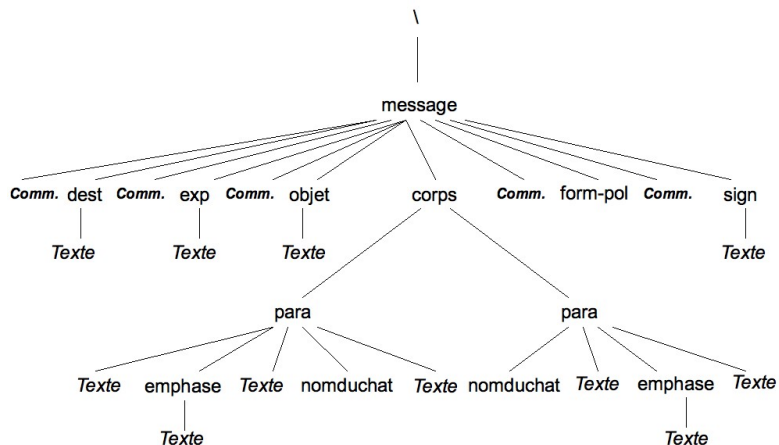 \
message
Comm. dest Comm. exp Comm. objet corps Comm. form-pol Comm. sign
Texte Texte Texte Texte
para para
Texte emphase Texte nomduchat Texte nomduchat Texte emphase Texte
Texte Texte